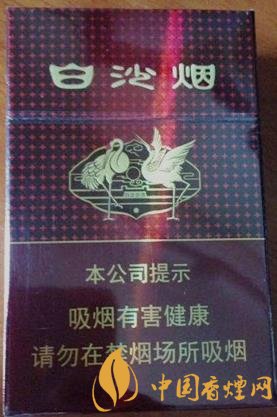 白沙烟
本公司提示
吸烟有害健康
请勿在禁烟场所吸烟
中国香烟网